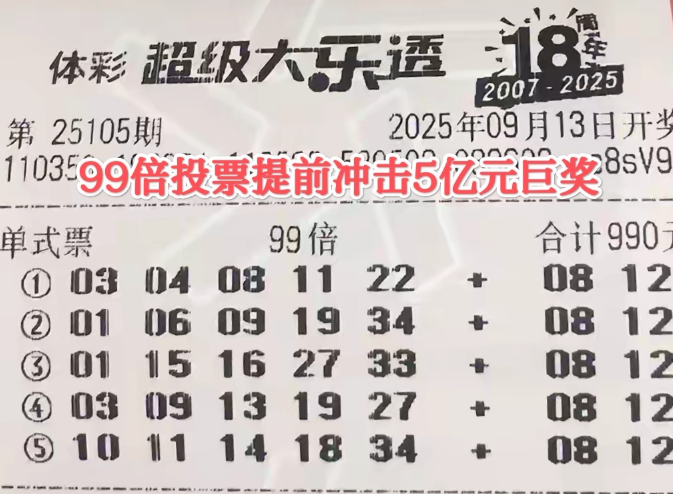 体彩 超级大乐透 18周年
2007-2025
第 25105期 2025年09月13日开奖
99倍投票提前冲击5亿元巨奖
单式票 99倍 合计990元
① 03 04 08 11 22 + 08 12
② 01 06 09 19 34 + 08 12
③ 01 15 16 27 33 + 08 12
④ 03 09 13 19 27 + 08 12
⑤ 10 11 14 18 34 + 08 12